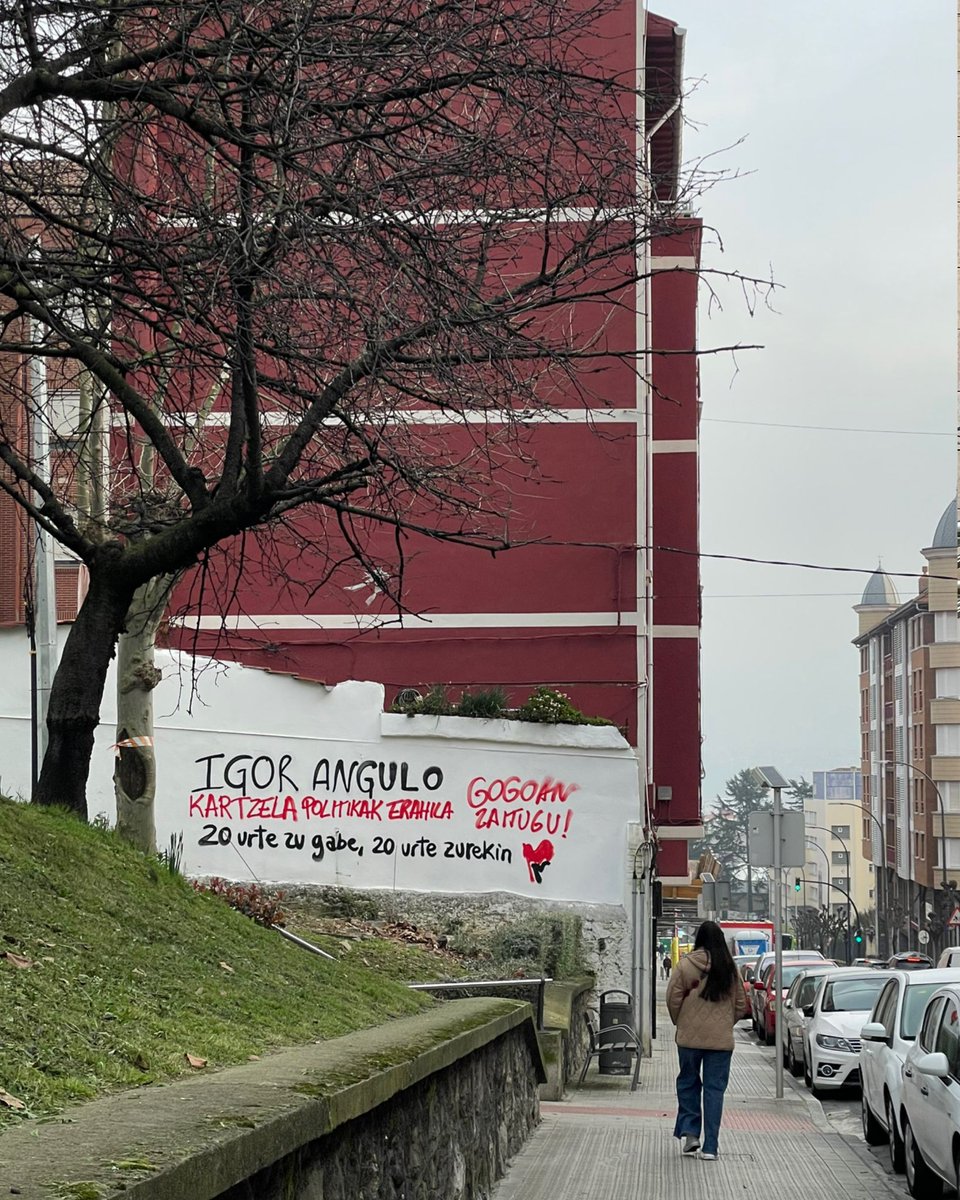 IGOR ANGULO
KARTZELA POLITIKAK ERAHILA
20 urte zu gabe, 20 urte zurekin
GOGOAN
ZAITUGU!